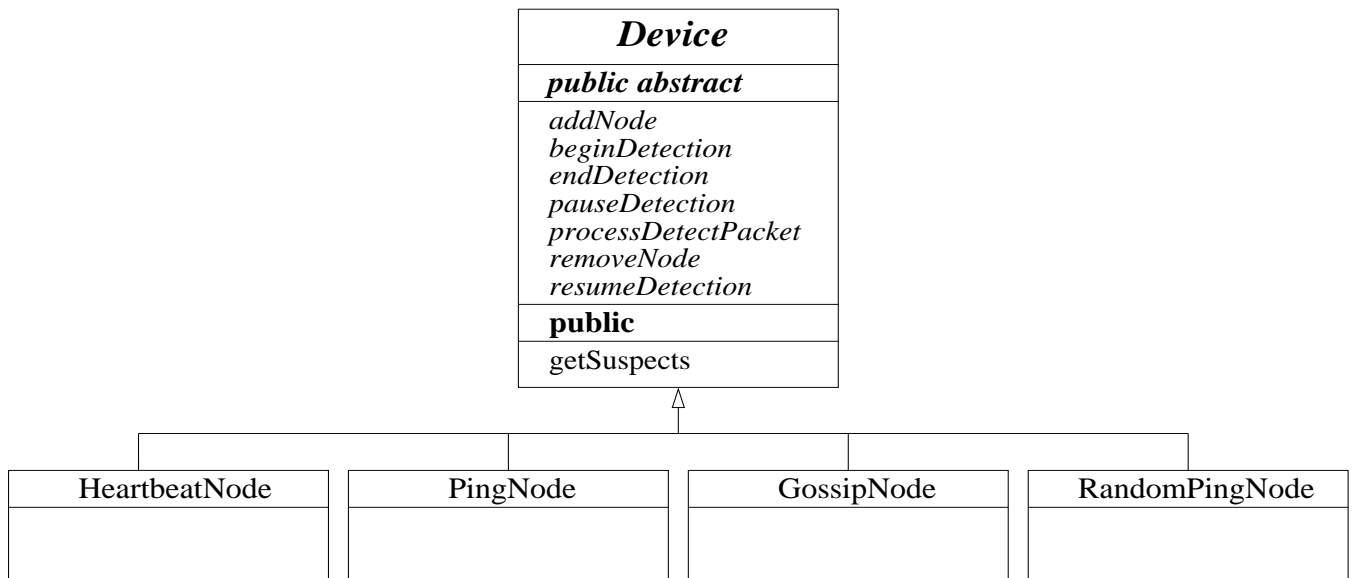 Device
public abstract
addNode
beginDetection
endDetection
pauseDetection
processDetectPacket
removeNode
resumeDetection
public
getSuspects
HeartbeatNode
PingNode
GossipNode
RandomPingNode